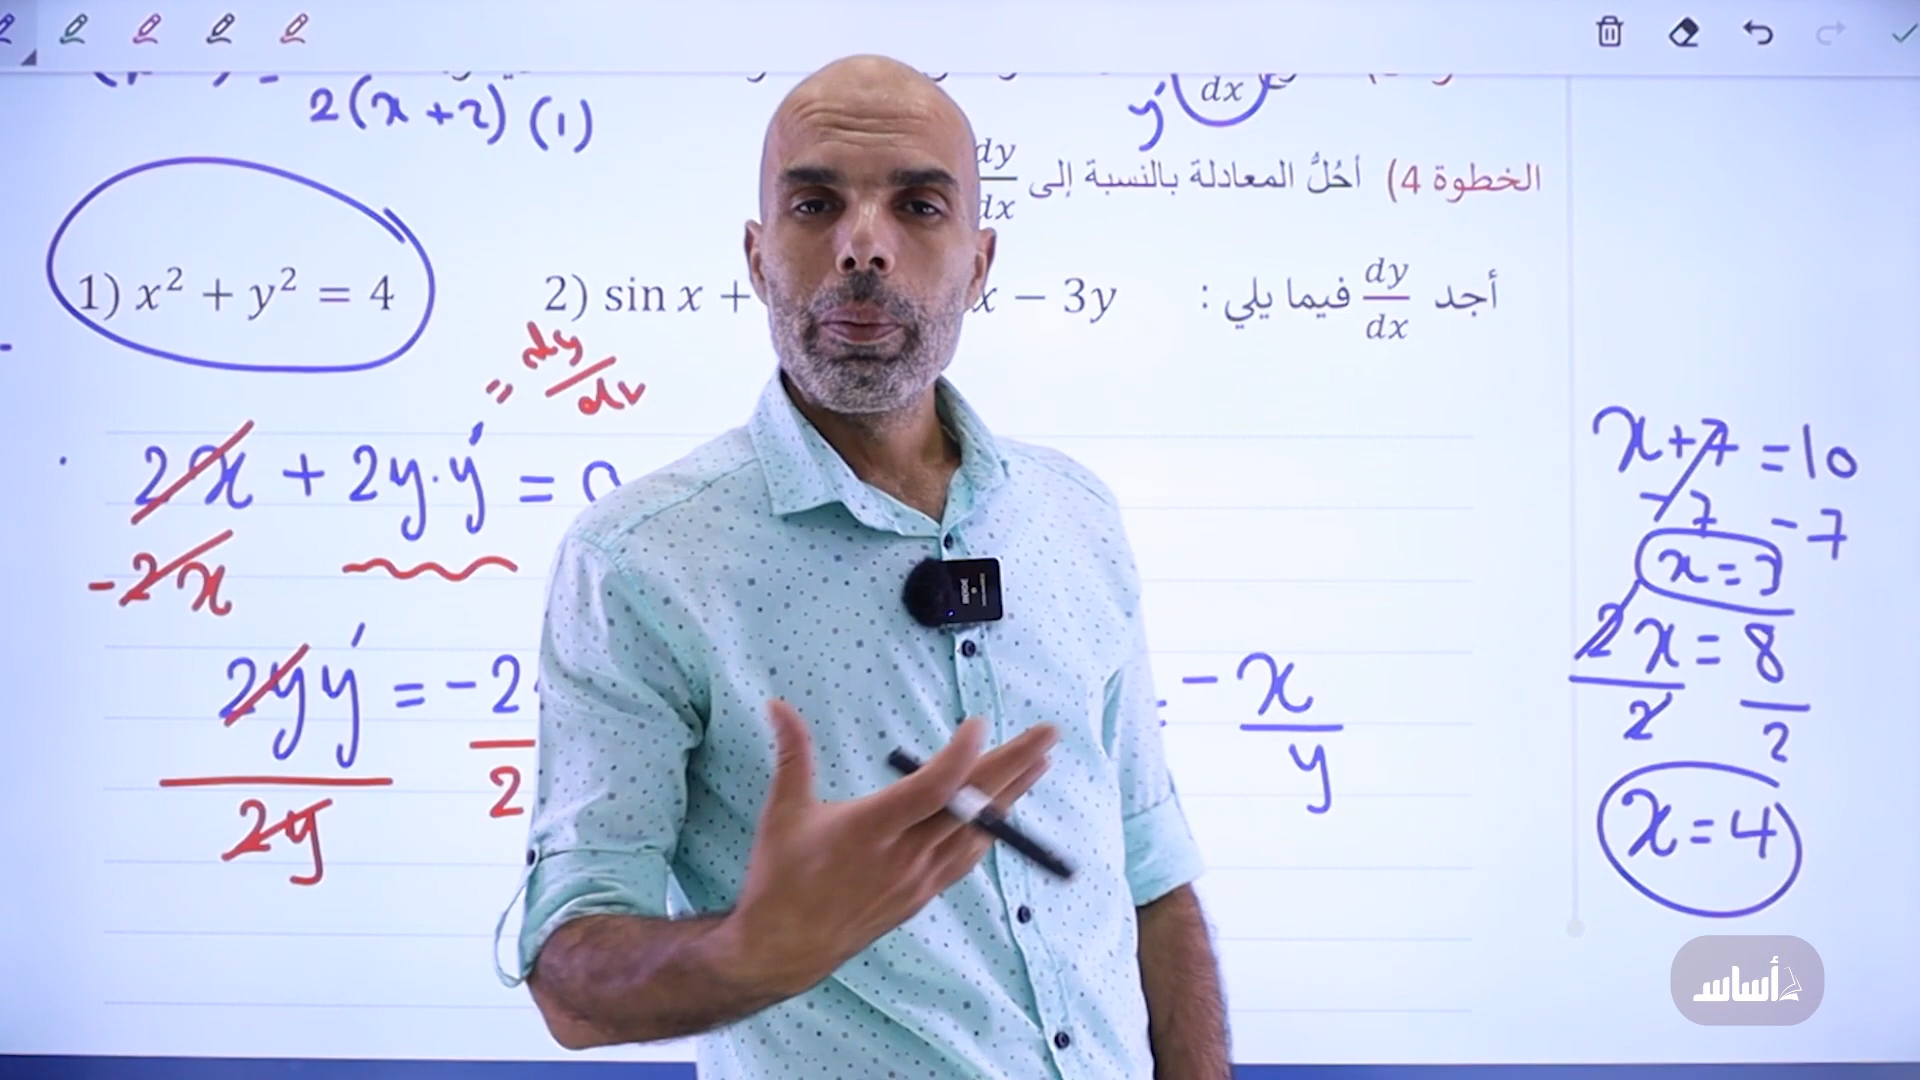 2(x+2)(1)
y' dx
الخطوة 4) أحُلُّ المعادلة بالنسبة إلى dy/dx
أجد dy/dx فيما يلي :
1) x² + y² = 4
2) sin x + x − 3y
= dy/dx
2x + 2y·y' = 0
-2x
2yy' = -2
2y 2
= -x/y
x+7 =10
-7 -7
x=3
2x = 8
2 2
x=4
أساس